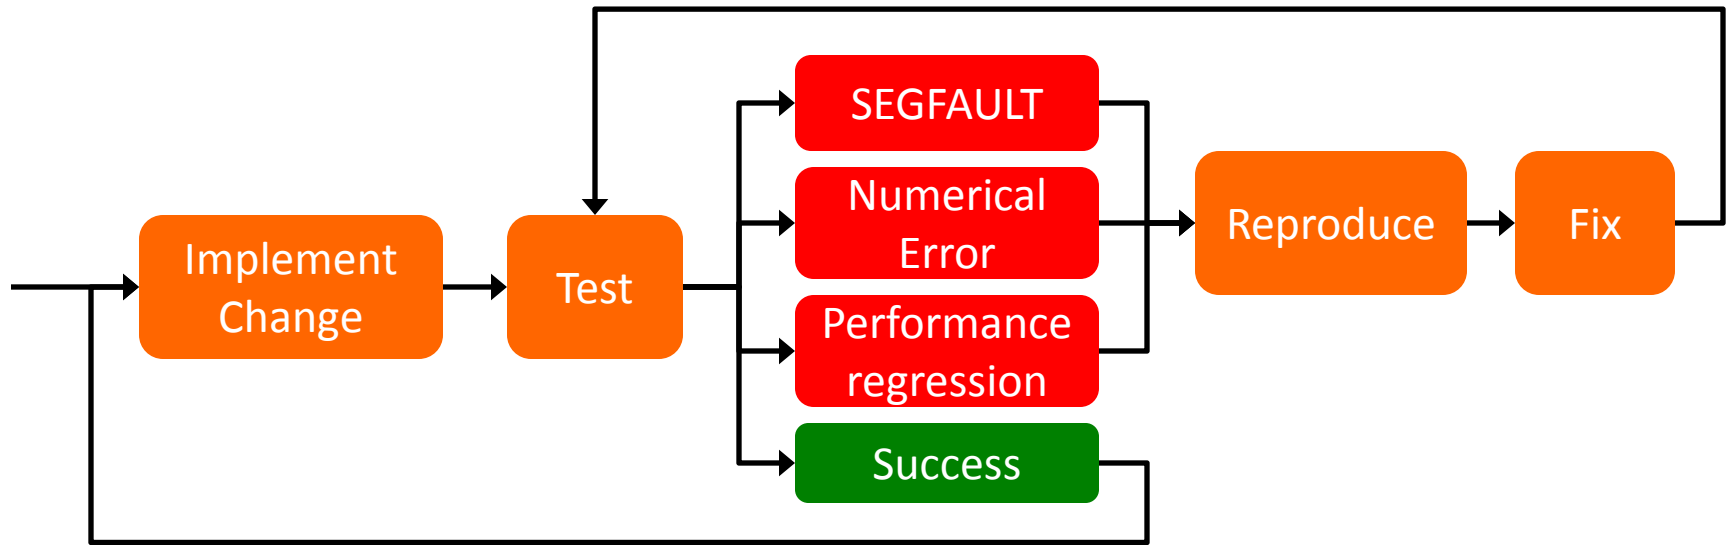 Implement
Change
Test
SEGFAULT
Numerical
Error
Performance
regression
Success
Reproduce
Fix